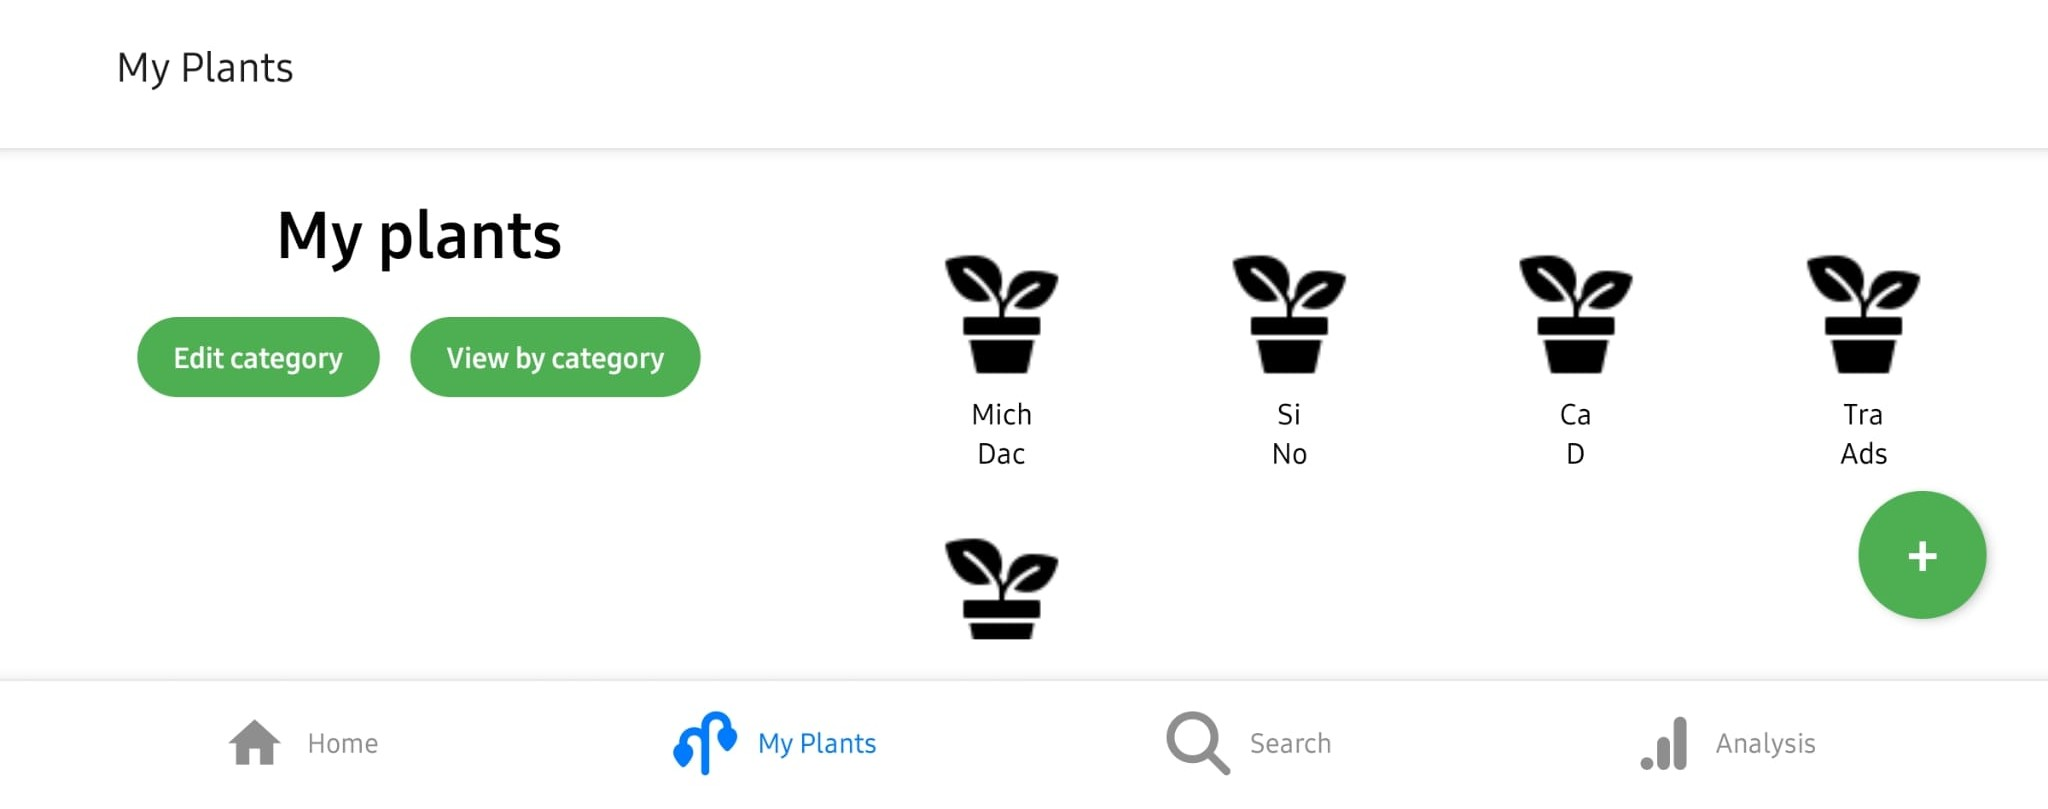 My Plants
My plants
Edit category
View by category
Mich
Dac
Si
No
Ca
D
Tra
Ads
+
Home
My Plants
Search
Analysis